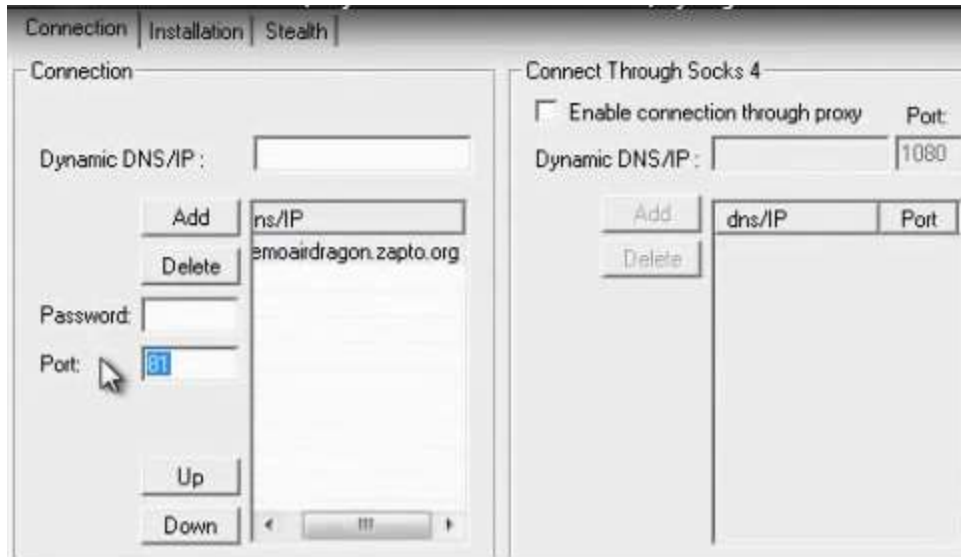 Connection Installation Stealth
Connection
Dynamic DNS/IP :
Add
ns/IP
Delete
emoairdragon.zapto.org
Password:
Port:
81
Up
Down
Connect Through Socks 4
Enable connection through proxy
Port:
Dynamic DNS/IP :
1080
Add
dns/IP
Port
Delete